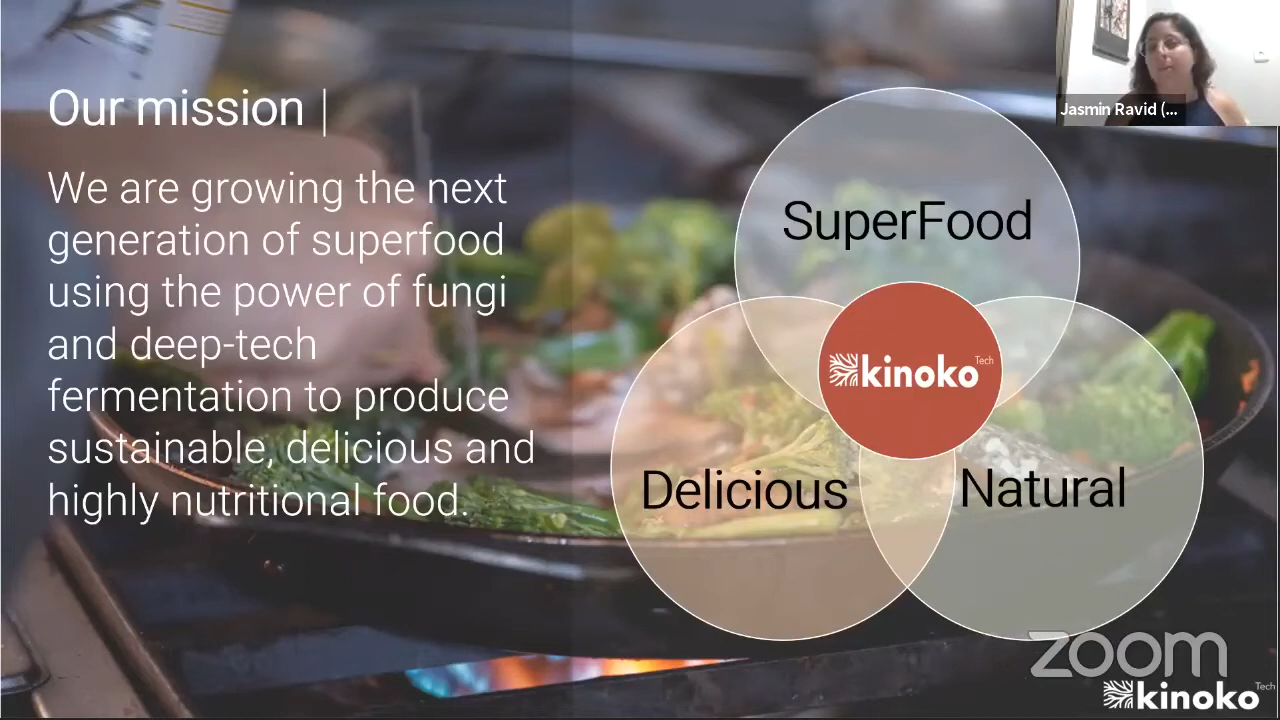 Our mission |
We are growing the next
generation of superfood
using the power of fungi
and deep-tech
fermentation to produce
sustainable, delicious and
highly nutritional food.
SuperFood
kinoko Tech
Delicious
Natural
Jasmin Ravid (...
zoom
kinoko Tech